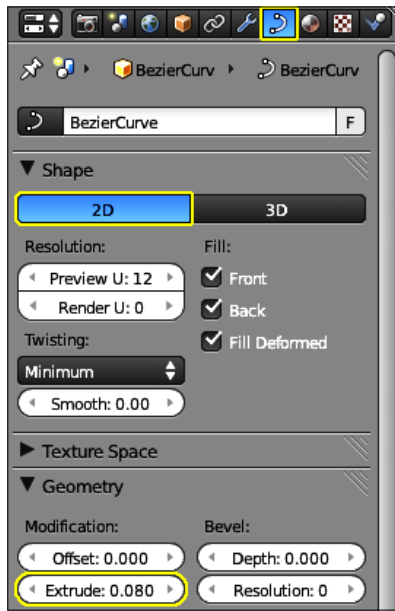 BezierCurv BezierCurv
BezierCurve F
Shape
2D 3D
Resolution: Fill:
Preview U: 12 Front
Render U: 0 Back
Twisting: Fill Deformed
Minimum
Smooth: 0.00
Texture Space
Geometry
Modification: Bevel:
Offset: 0.000 Depth: 0.000
Extrude: 0.080 Resolution: 0